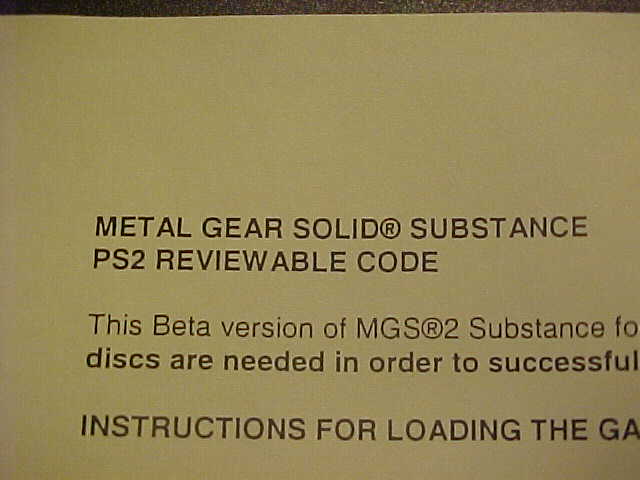 METAL GEAR SOLID® SUBSTANCE
PS2 REVIEWABLE CODE
This Beta version of MGS®2 Substance fo
discs are needed in order to successful
INSTRUCTIONS FOR LOADING THE GA